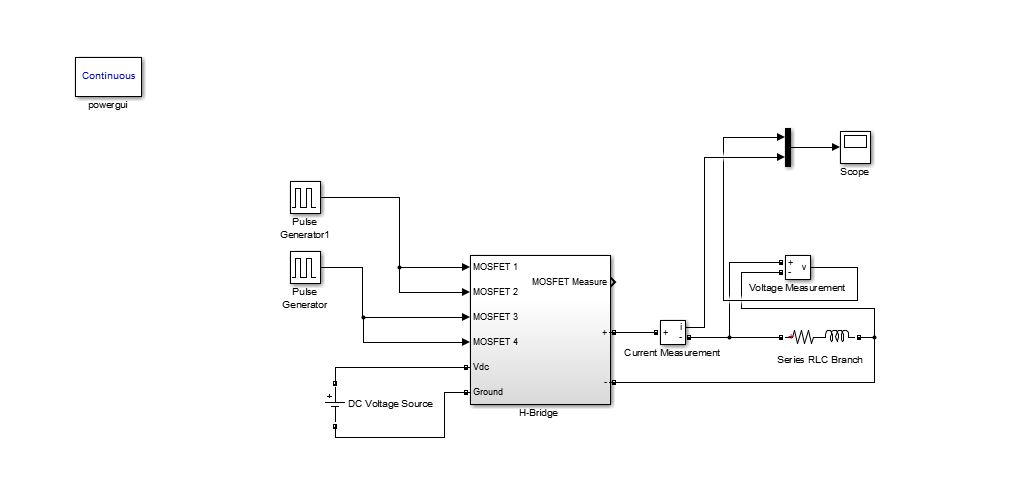 Continuous
powergui
Scope
Pulse
Generator1
Pulse
Generator
MOSFET 1
MOSFET 2
MOSFET 3
MOSFET 4
Vdc
Ground
MOSFET Measure
+
-
H-Bridge
+
DC Voltage Source
+
i
-
Current Measurement
+
-
v
Voltage Measurement
Series RLC Branch